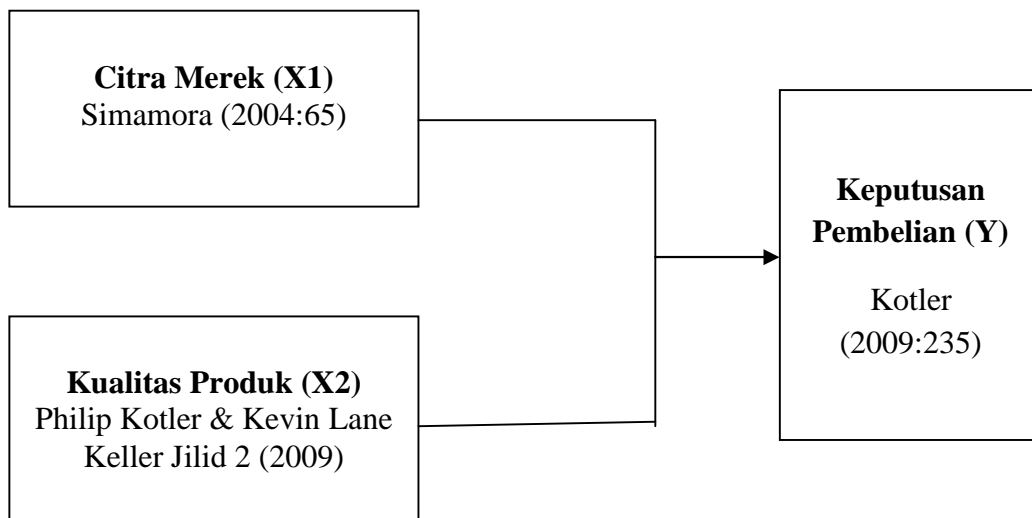 Citra Merek (X1)
Simamora (2004:65)
Kualitas Produk (X2)
Philip Kotler & Kevin Lane
Keller Jilid 2 (2009)
Keputusan
Pembelian (Y)
Kotler
(2009:235)